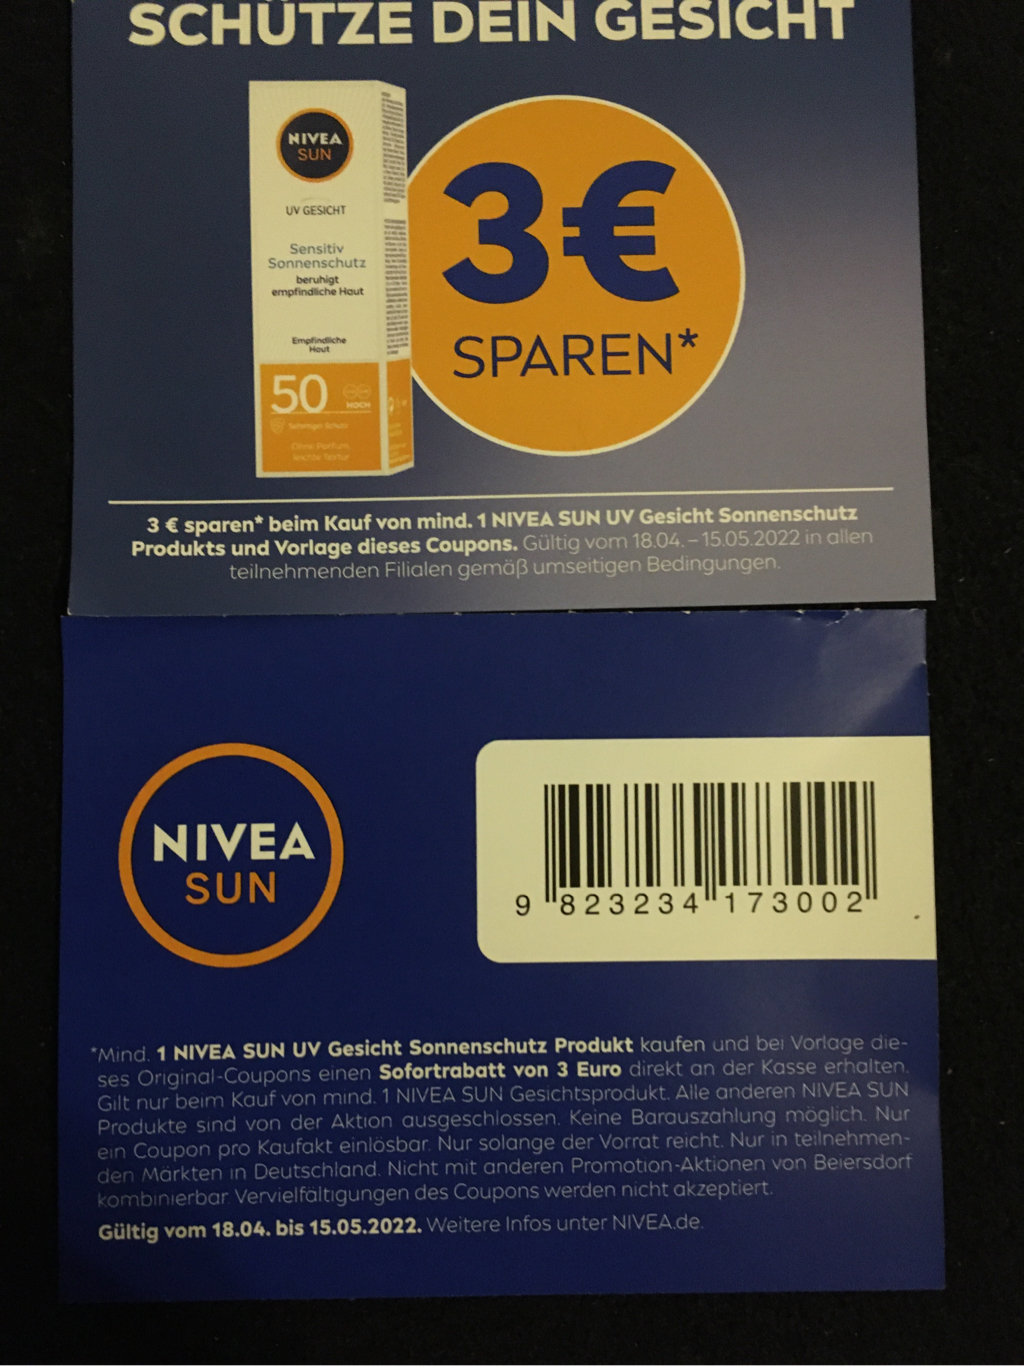 SCHÜTZE DEIN GESICHT
NIVEA
SUN
UV GESICHT
Sensitiv
Sonnenschutz
beruhigt
empfindliche Haut
Empfindliche
Haut
50
HOCH
Sofortiger Schutz
Ohne Parfum,
leichte Textur
3€
SPAREN*
3 € sparen* beim Kauf von mind. 1 NIVEA SUN UV Gesicht Sonnenschutz
Produkts und Vorlage dieses Coupons. Gültig vom 18.04. – 15.05.2022 in allen
teilnehmenden Filialen gemäß umseitigen Bedingungen.
NIVEA
SUN
9 823234 173002
*Mind. 1 NIVEA SUN UV Gesicht Sonnenschutz Produkt kaufen und bei Vorlage die-
ses Original-Coupons einen Sofortrabatt von 3 Euro direkt an der Kasse erhalten.
Gilt nur beim Kauf von mind. 1 NIVEA SUN Gesichtsprodukt. Alle anderen NIVEA SUN
Produkte sind von der Aktion ausgeschlossen. Keine Barauszahlung möglich. Nur
ein Coupon pro Kaufakt einlösbar. Nur solange der Vorrat reicht. Nur in teilnehmen-
den Märkten in Deutschland. Nicht mit anderen Promotion-Aktionen von Beiersdorf
kombinierbar. Vervielfältigungen des Coupons werden nicht akzeptiert.
Gültig vom 18.04. bis 15.05.2022. Weitere Infos unter NIVEA.de.